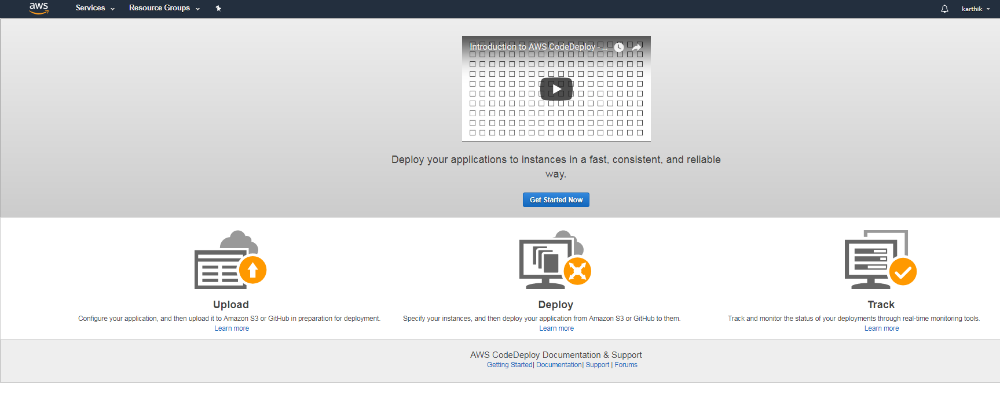 aws
Services
Resource Groups
karthik
Introduction to AWS CodeDeploy - ...
Deploy your applications to instances in a fast, consistent, and reliable
way.
Get Started Now
Upload
Configure your application, and then upload it to Amazon S3 or GitHub in preparation for deployment.
Learn more
Deploy
Specify your instances, and then deploy your application from Amazon S3 or GitHub to them.
Learn more
Track
Track and monitor the status of your deployments through real-time monitoring tools.
Learn more
AWS CodeDeploy Documentation & Support
Getting Started| Documentation| Support | Forums